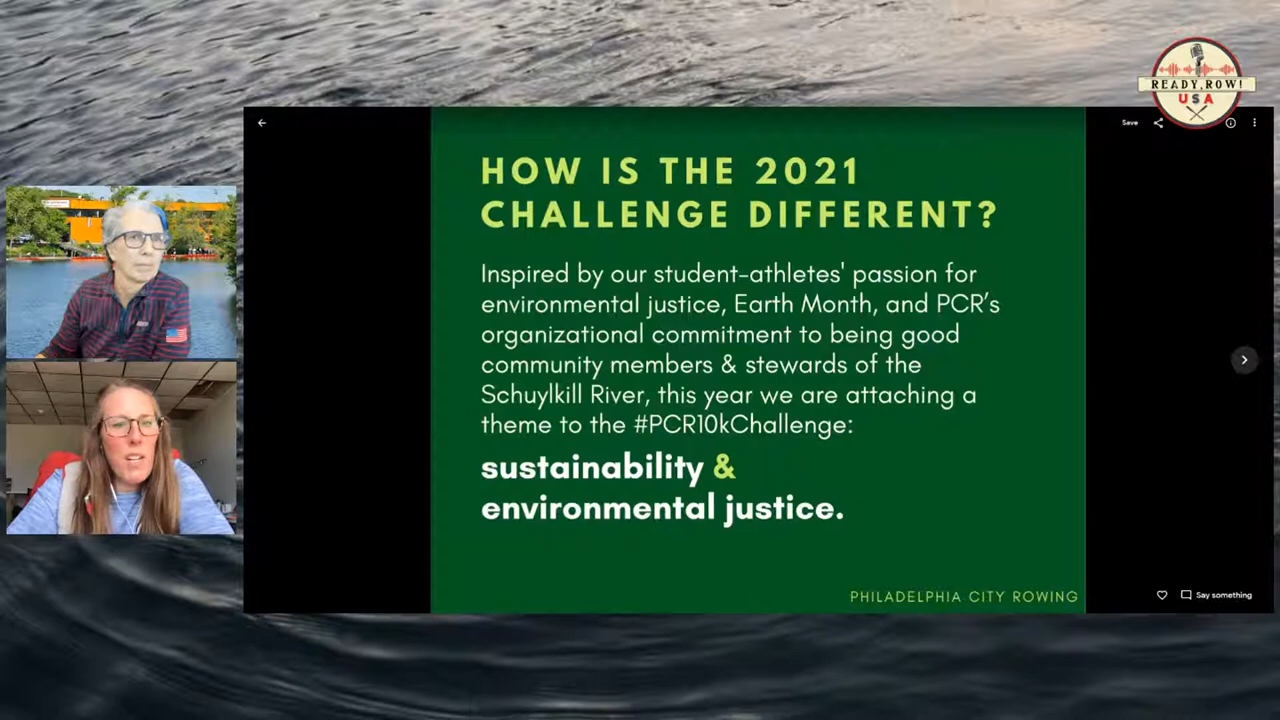 READY, ROW!
USA
Save
HOW IS THE 2021
CHALLENGE DIFFERENT?
Inspired by our student-athletes' passion for
environmental justice, Earth Month, and PCR’s
organizational commitment to being good
community members & stewards of the
Schuylkill River, this year we are attaching a
theme to the #PCR10kChallenge:
sustainability &
environmental justice.
PHILADELPHIA CITY ROWING
Say something